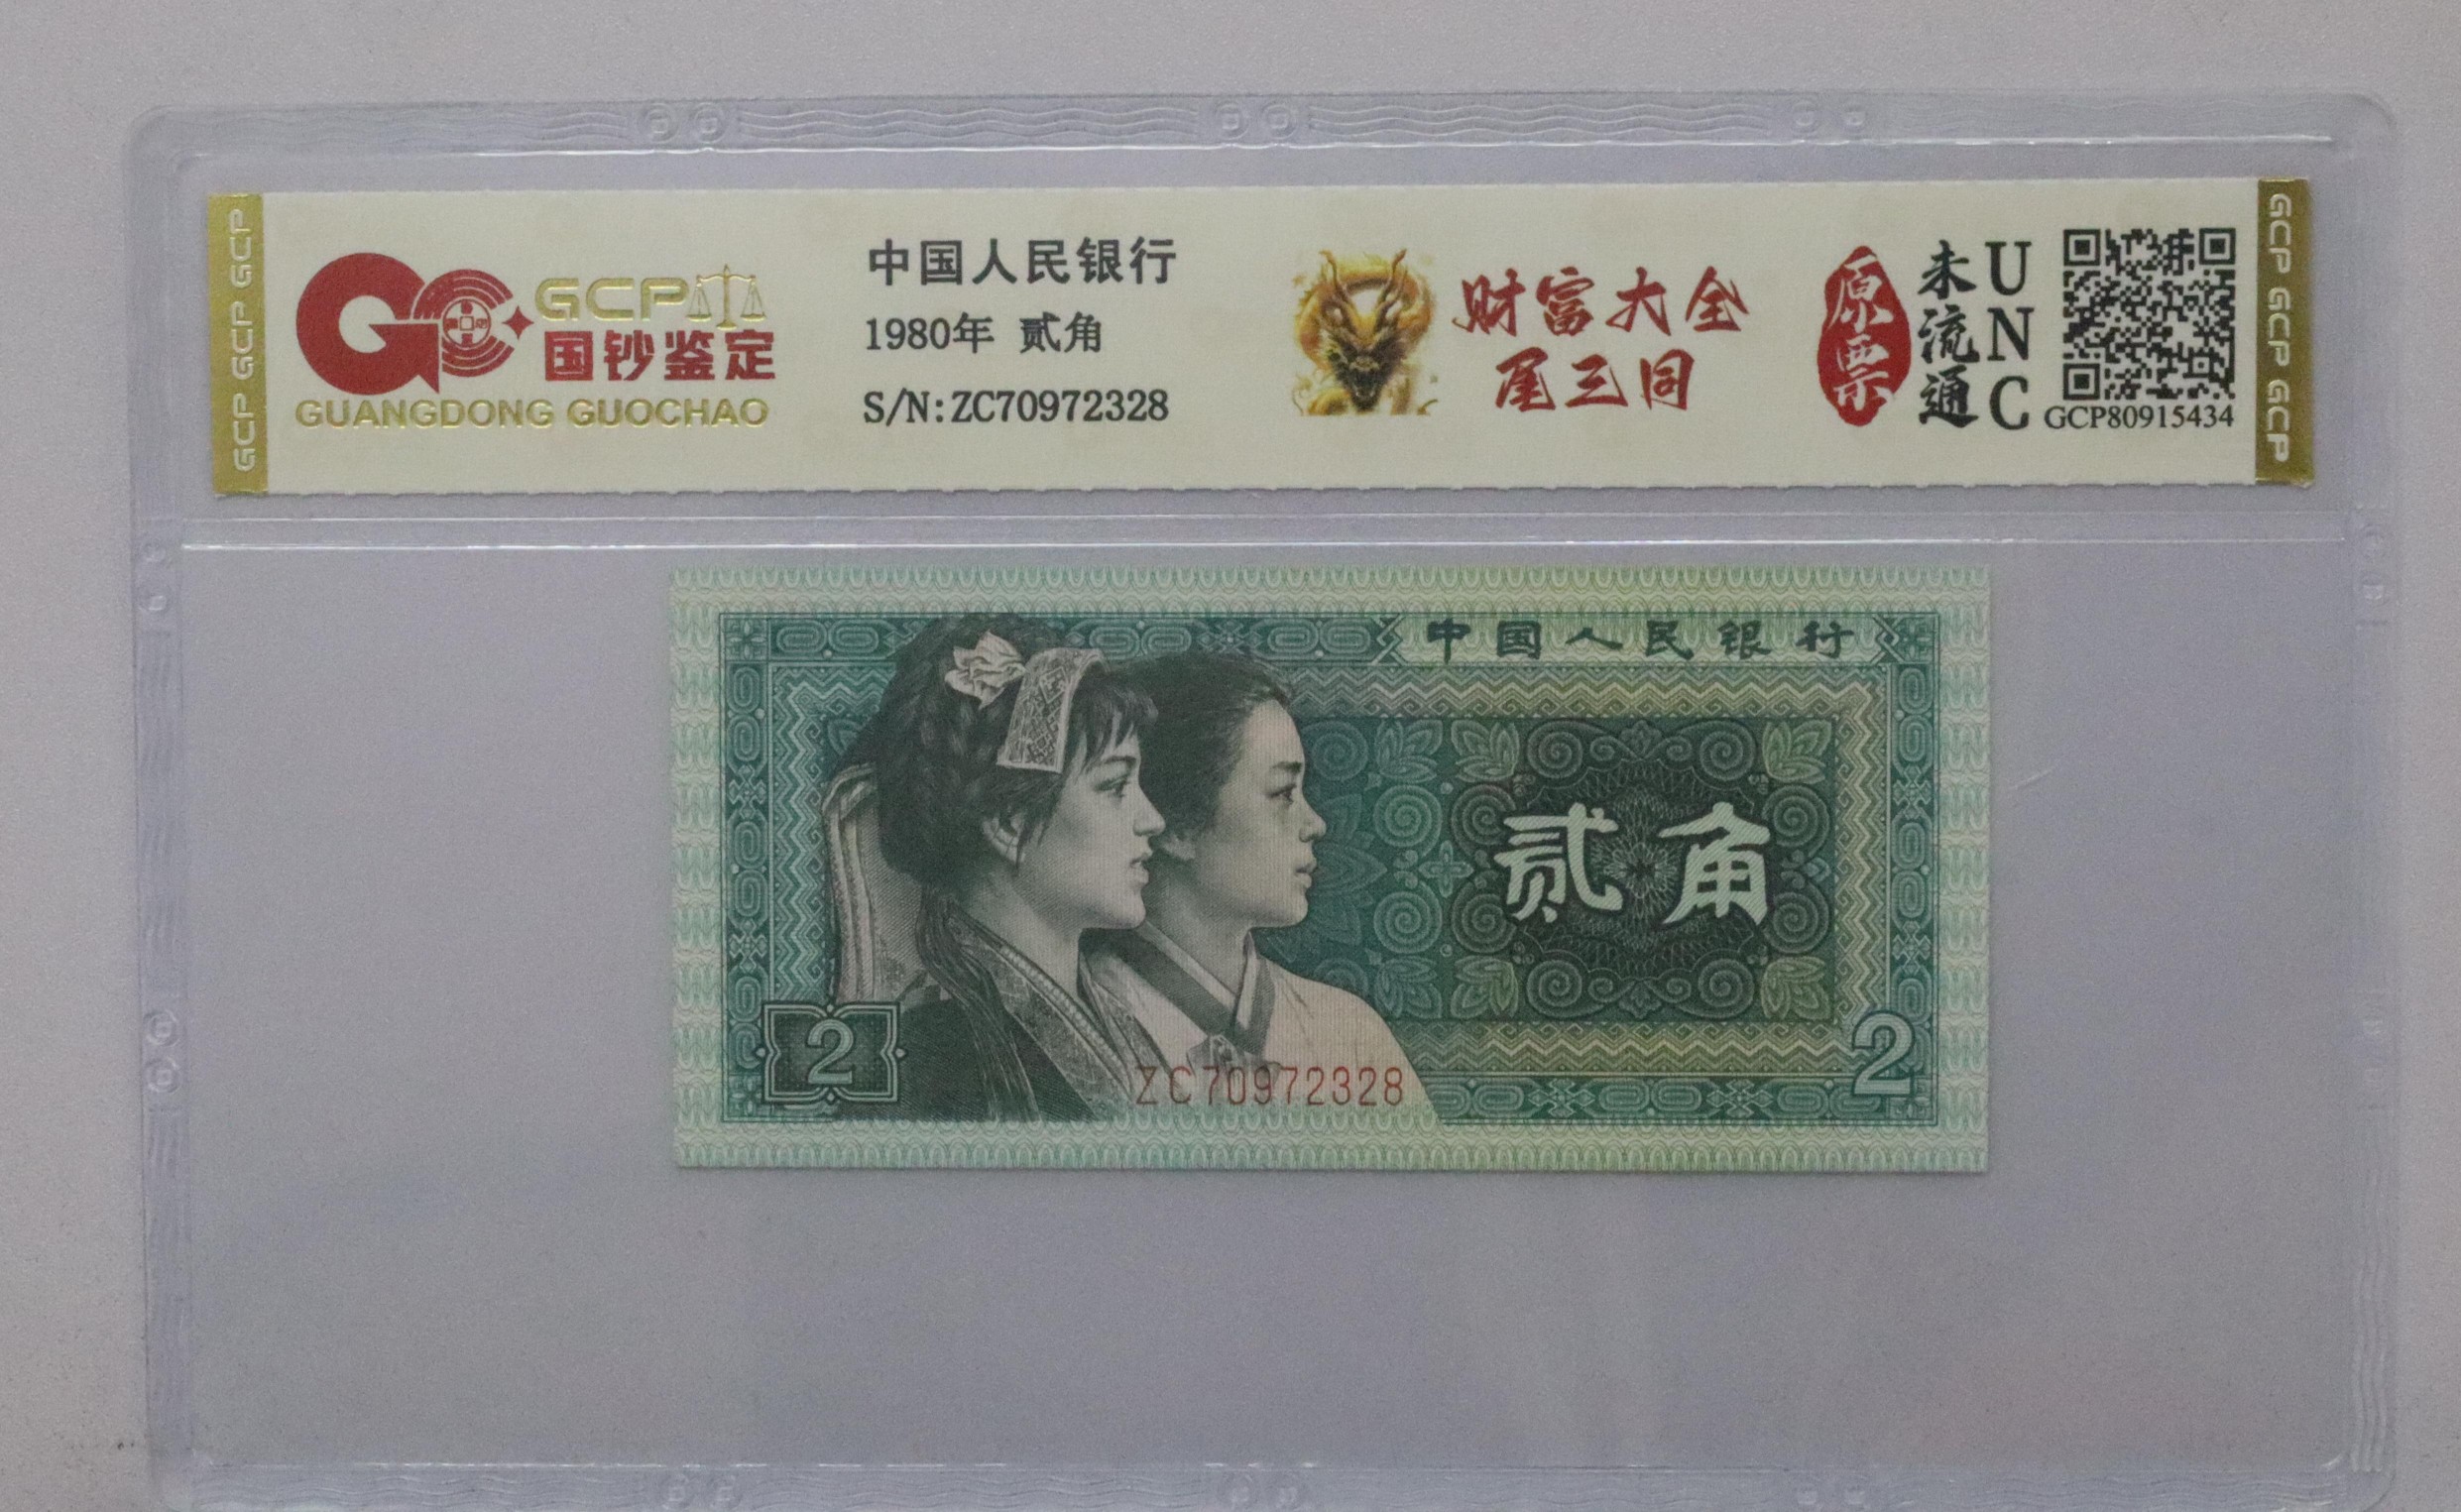 GCP GCP GCP
GCP
国钞鉴定
GUANGDONG GUOCHAO
中国人民银行
1980年 贰角
S/N:ZC70972328
财富大全
尾三同
原票
未流通
UNC
GCP80915434
GCP GCP GCP
中国人民银行
贰角
2
ZC70972328
2